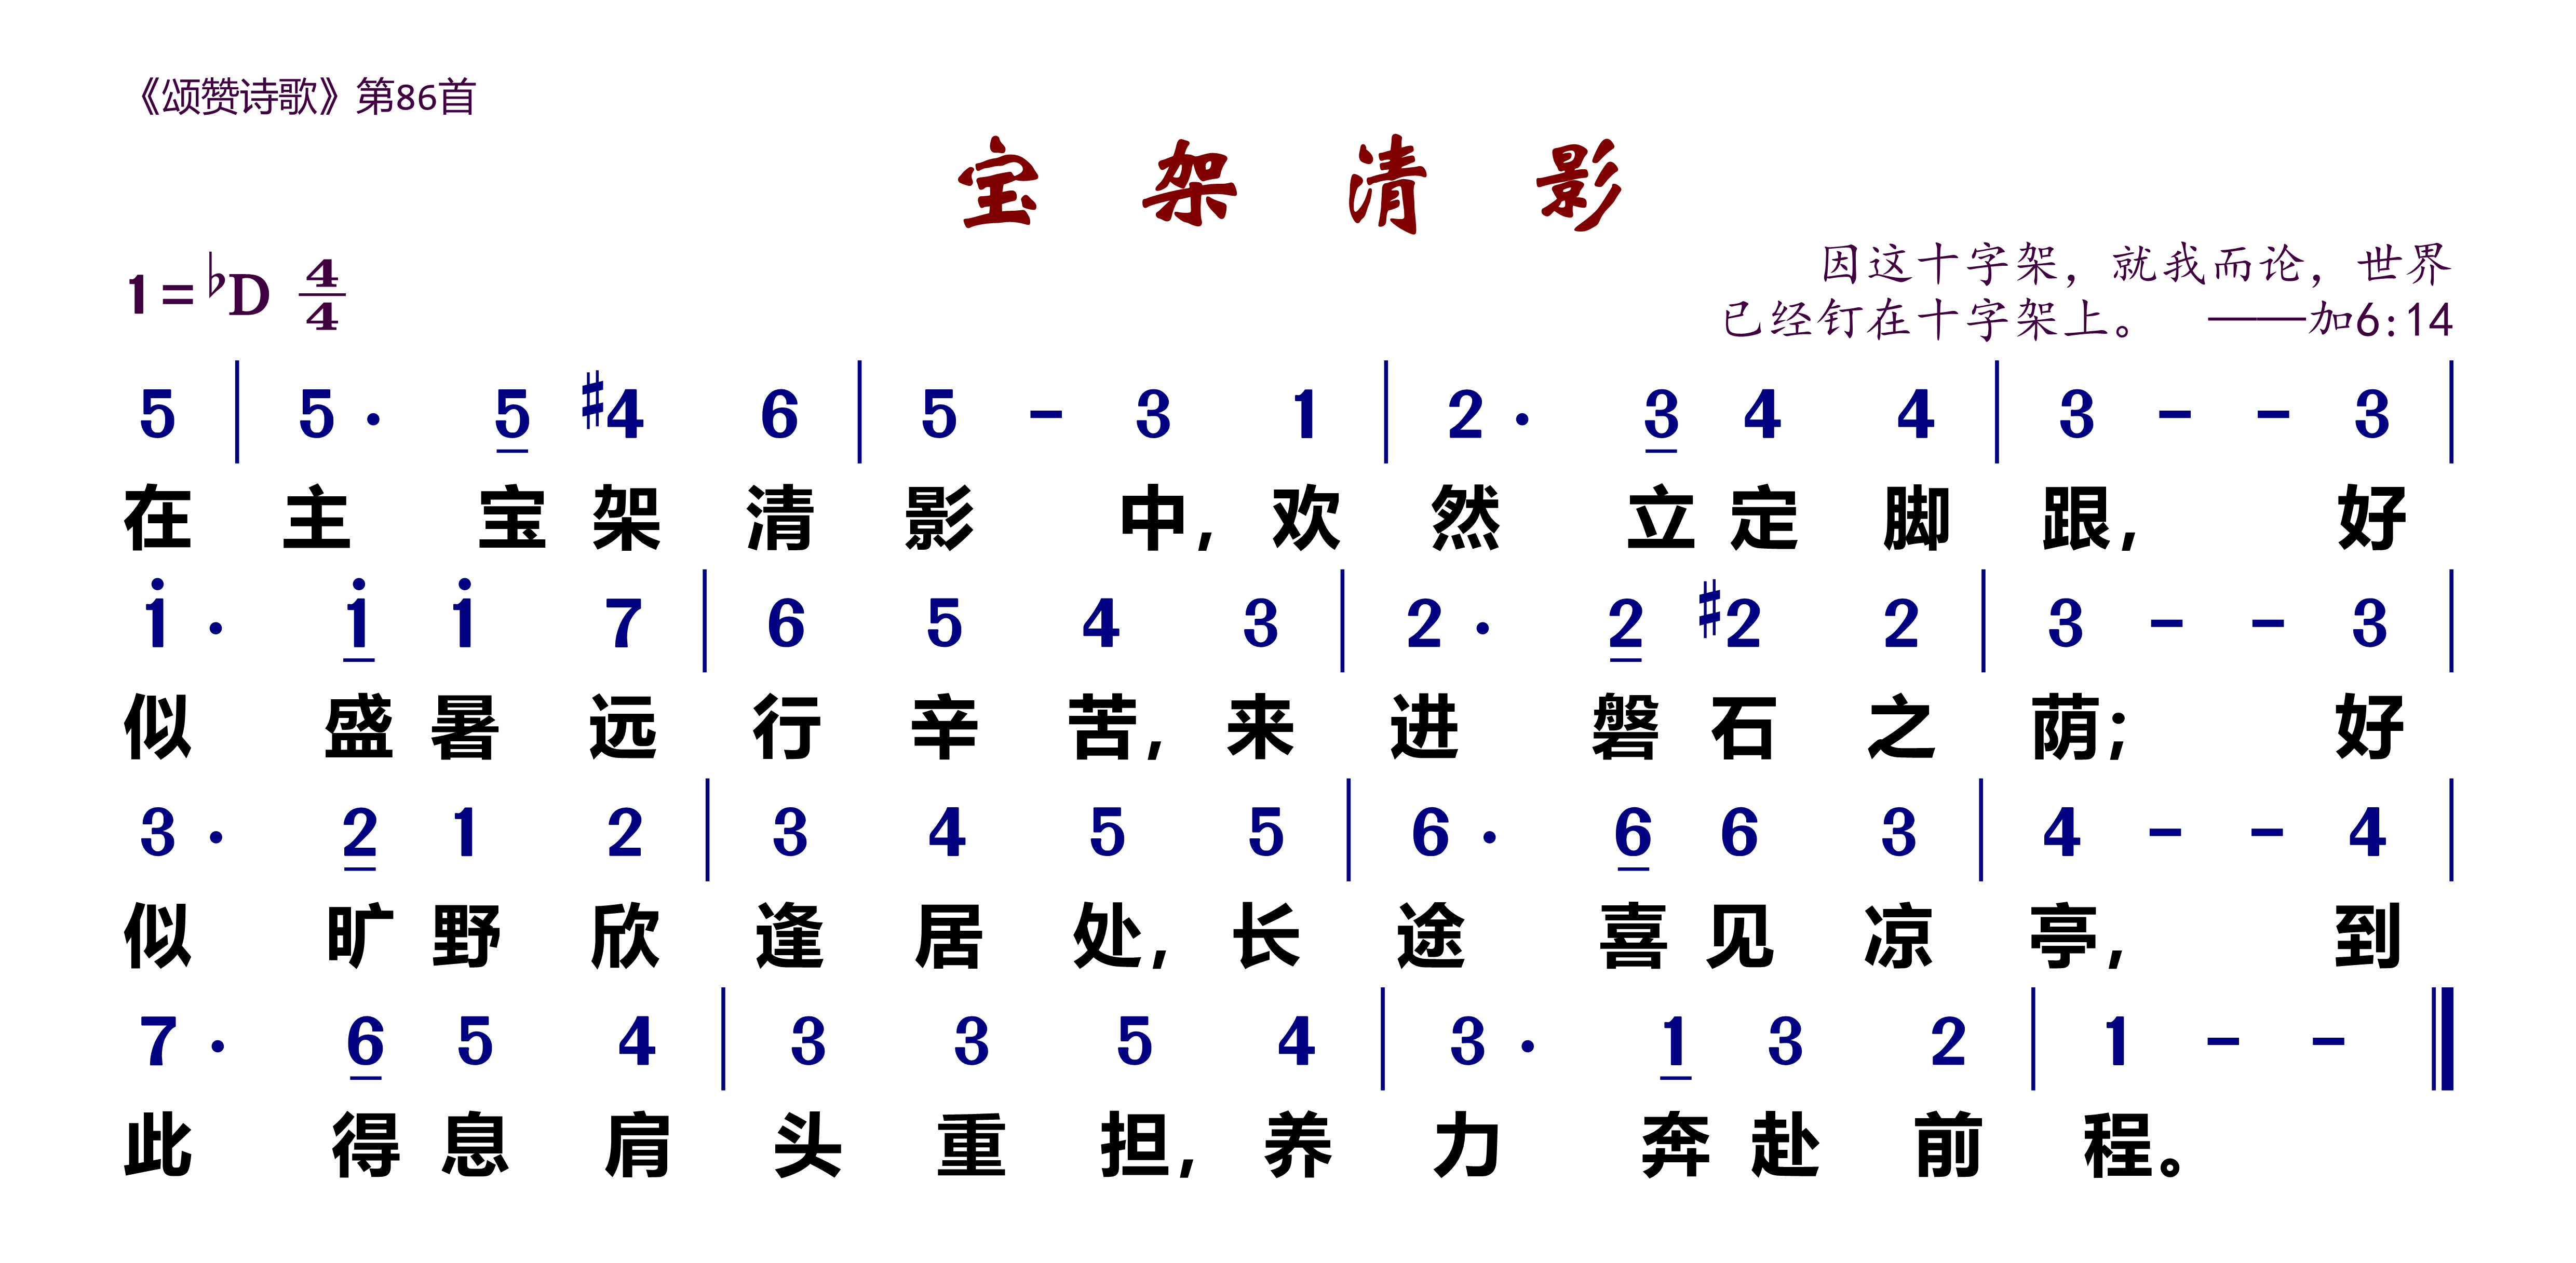 《颂赞诗歌》第86首
宝架清影
1=♭D 4/4
因这十字架，就我而论，世界
已经钉在十字架上。 ——加6:14
5 | 5· 5 #4 6 | 5 - 3 1 | 2· 3 4 4 | 3 - - 3 |
在主宝架清影中，欢然立定脚跟，好
i· i i 7 | 6 5 4 3 | 2· 2 #2 2 | 3 - - 3 |
似盛暑远行辛苦，来进磐石之荫；好
3· 2 1 2 | 3 4 5 5 | 6· 6 6 3 | 4 - - 4 |
似旷野欣逢居处，长途喜见凉亭，到
7· 6 5 4 | 3 3 5 4 | 3· 1 3 2 | 1 - - ‖
此得息肩头重担，养力奔赴前程。